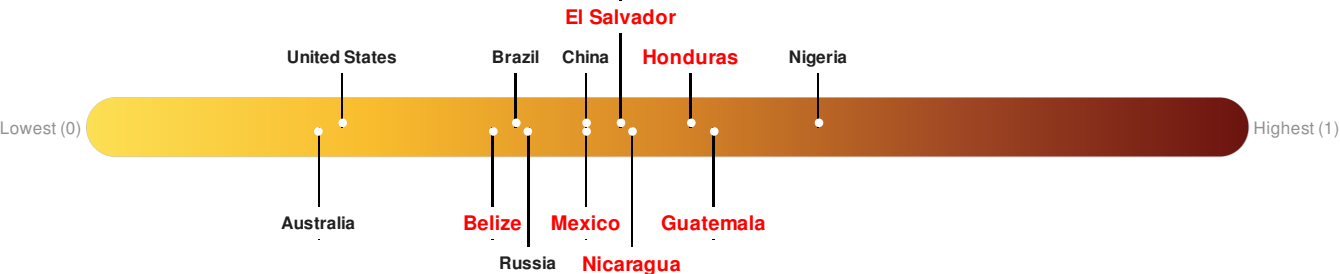 El Salvador
United States
Brazil
China
Honduras
Nigeria
Lowest (0)
Highest (1)
Australia
Belize
Mexico
Guatemala
Russia
Nicaragua